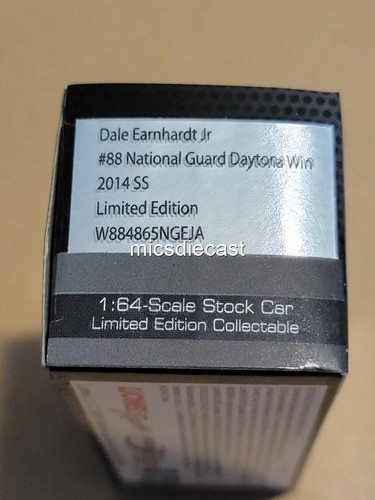 Dale Earnhardt Jr
#88 National Guard Daytona Win
2014 SS
Limited Edition
W884865NGEJA
micsdiecast
1:64-Scale Stock Car
Limited Edition Collectable